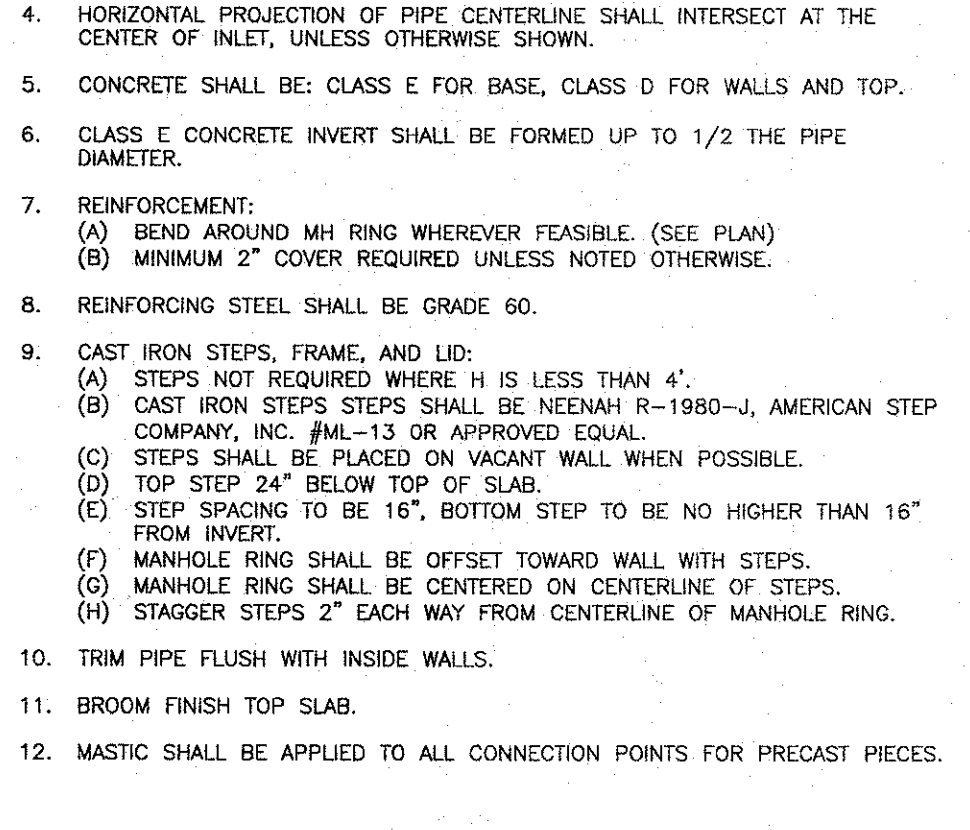 4. HORIZONTAL PROJECTION OF PIPE CENTERLINE SHALL INTERSECT AT THE
CENTER OF INLET, UNLESS OTHERWISE SHOWN.
5. CONCRETE SHALL BE: CLASS E FOR BASE, CLASS D FOR WALLS AND TOP.
6. CLASS E CONCRETE INVERT SHALL BE FORMED UP TO 1/2 THE PIPE
DIAMETER.
7. REINFORCEMENT:
(A) BEND AROUND MH RING WHEREVER FEASIBLE. (SEE PLAN)
(B) MINIMUM 2" COVER REQUIRED UNLESS NOTED OTHERWISE.
8. REINFORCING STEEL SHALL BE GRADE 60.
9. CAST IRON STEPS, FRAME, AND LID:
(A) STEPS NOT REQUIRED WHERE H IS LESS THAN 4'.
(B) CAST IRON STEPS STEPS SHALL BE NEENAH R-1980-J, AMERICAN STEP
COMPANY, INC. #ML-13 OR APPROVED EQUAL.
(C) STEPS SHALL BE PLACED ON VACANT WALL WHEN POSSIBLE.
(D) TOP STEP 24" BELOW TOP OF SLAB.
(E) STEP SPACING TO BE 16", BOTTOM STEP TO BE NO HIGHER THAN 16"
FROM INVERT.
(F) MANHOLE RING SHALL BE OFFSET TOWARD WALL WITH STEPS.
(G) MANHOLE RING SHALL BE CENTERED ON CENTERLINE OF STEPS.
(H) STAGGER STEPS 2" EACH WAY FROM CENTERLINE OF MANHOLE RING.
10. TRIM PIPE FLUSH WITH INSIDE WALLS.
11. BROOM FINISH TOP SLAB.
12. MASTIC SHALL BE APPLIED TO ALL CONNECTION POINTS FOR PRECAST PIECES.